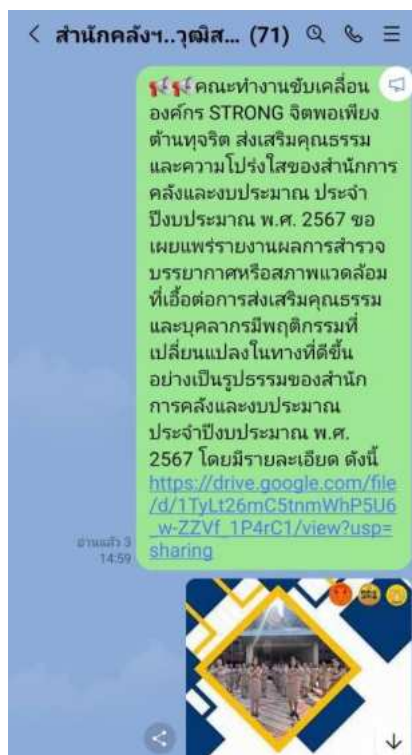 สำนักคลังฯ..วุฒิส... (71)
📢📢คณะทำงานขับเคลื่อน
องค์กร STRONG จิตพอเพียง
ต้านทุจริต ส่งเสริมคุณธรรม
และความโปร่งใสของสำนักการ
คลังและงบประมาณ ประจำ
ปีงบประมาณ พ.ศ. 2567 ขอ
เผยแพร่รายงานผลการสำรวจ
บรรยากาศหรือสภาพแวดล้อม
ที่เอื้อต่อการส่งเสริมคุณธรรม
และบุคลากรมีพฤติกรรมที่
เปลี่ยนแปลงในทางที่ดีขึ้น
อย่างเป็นรูปธรรมของสำนัก
การคลังและงบประมาณ
ประจำปีงบประมาณ พ.ศ.
2567 โดยมีรายละเอียด ดังนี้
https://drive.google.com/file
/d/1TyLt26mC5tnmWhP5U6
_w-ZZVf_1P4rC1/view?usp=
sharing
อ่านแล้ว 3
14:59